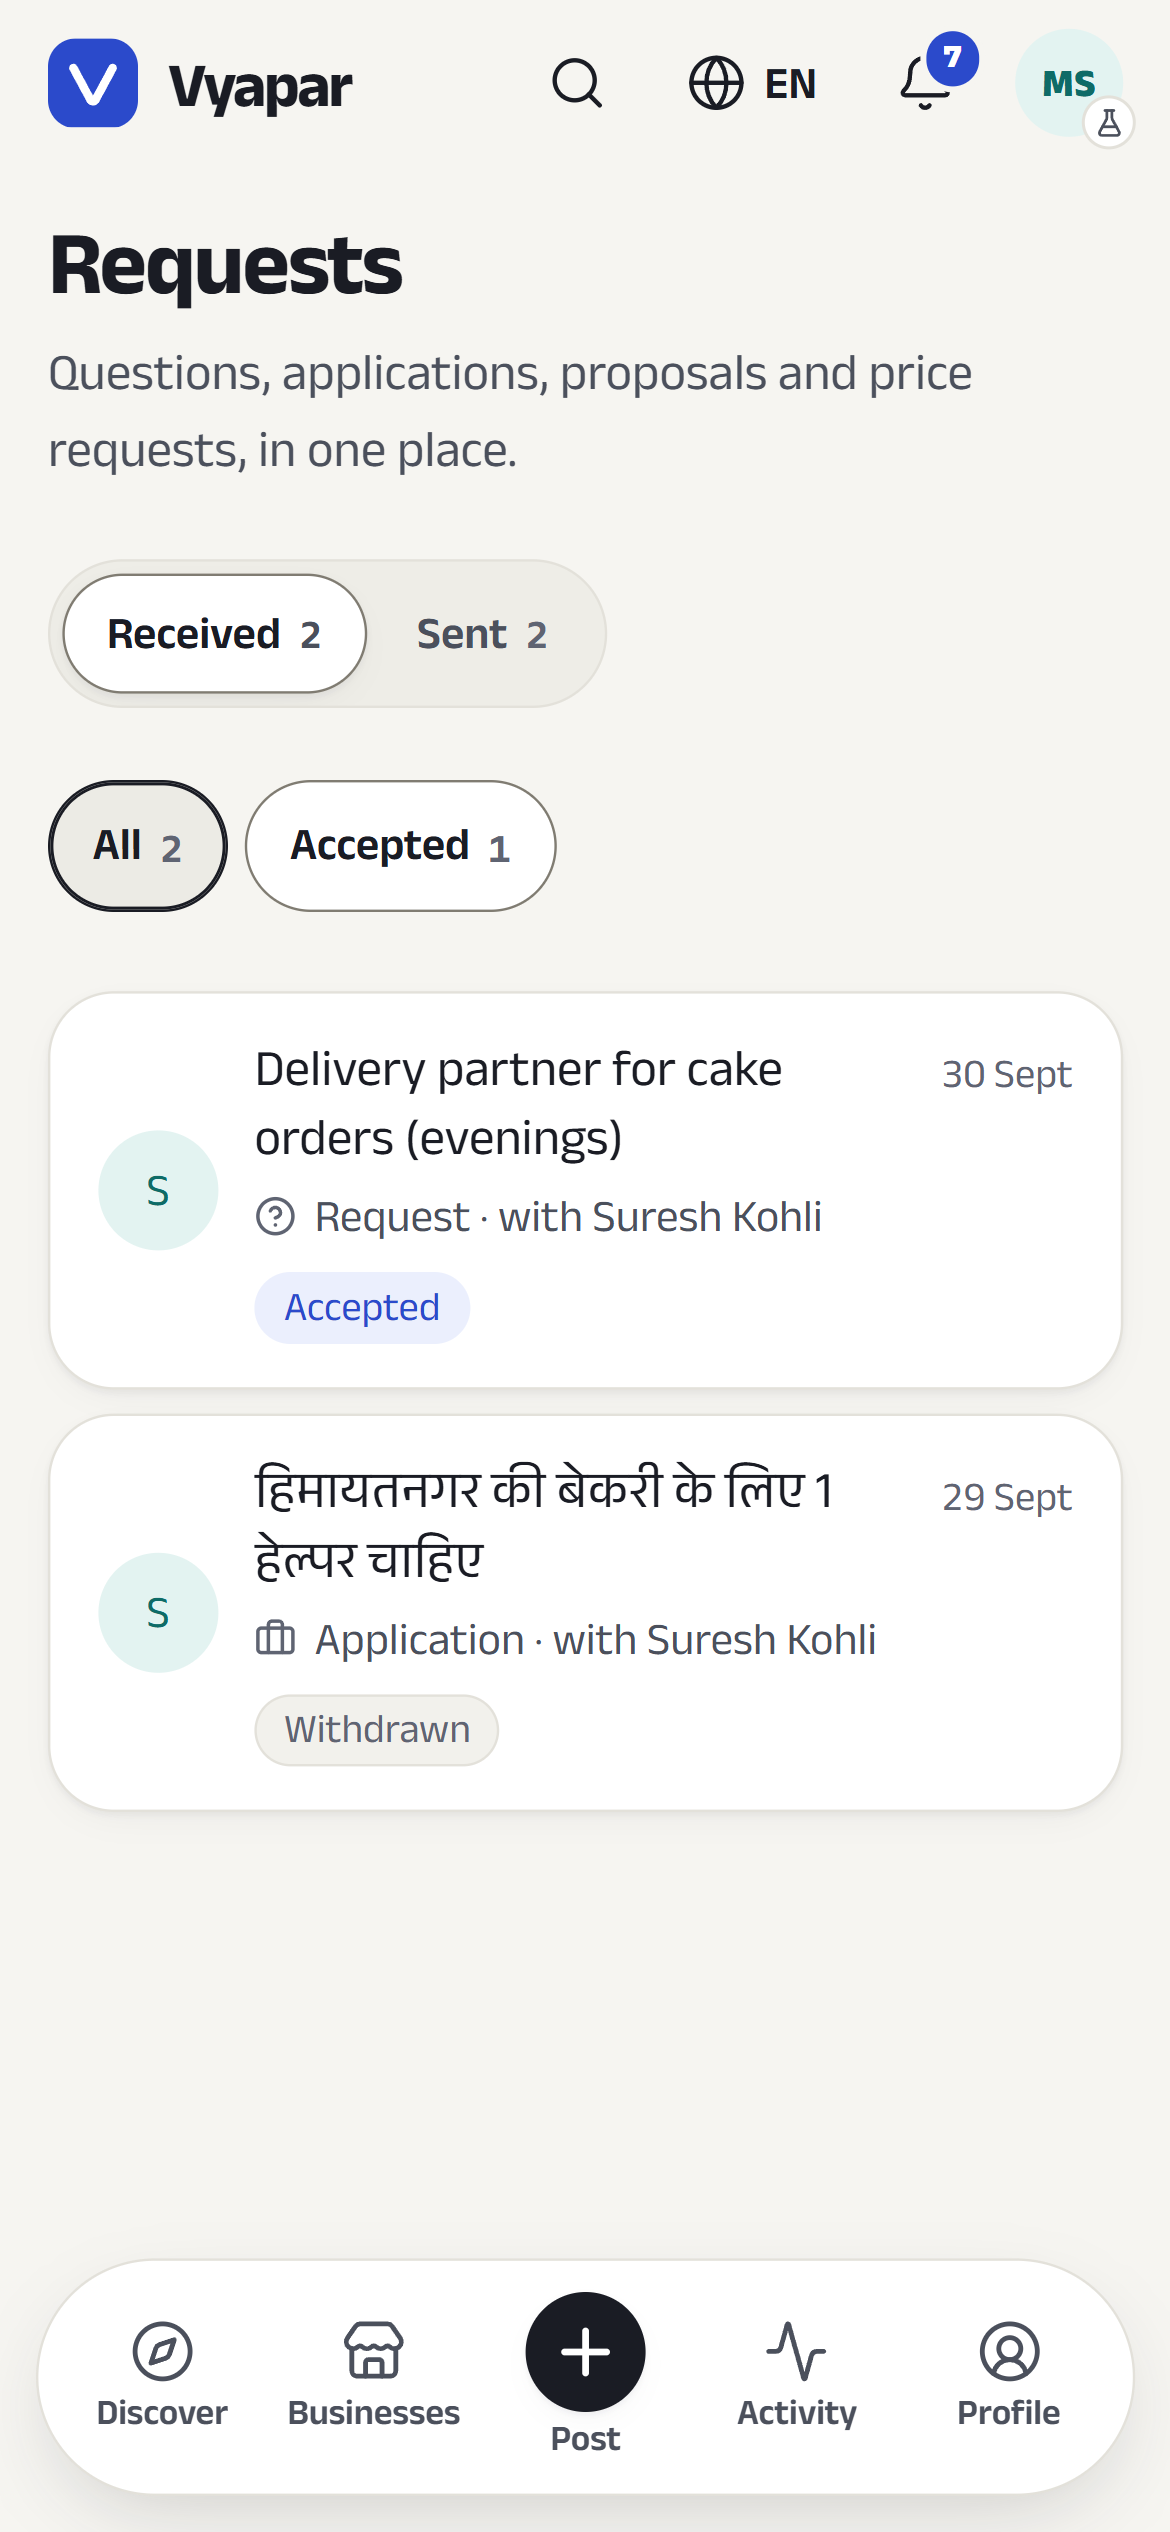 Vyapar
EN
7
MS
Requests
Questions, applications, proposals and price
requests, in one place.
Received 2
Sent 2
All 2
Accepted 1
Delivery partner for cake
orders (evenings)
30 Sept
S
Request · with Suresh Kohli
Accepted
हिमायतनगर की बेकरी के लिए 1
हेल्पर चाहिए
29 Sept
S
Application · with Suresh Kohli
Withdrawn
Discover
Businesses
Post
Activity
Profile